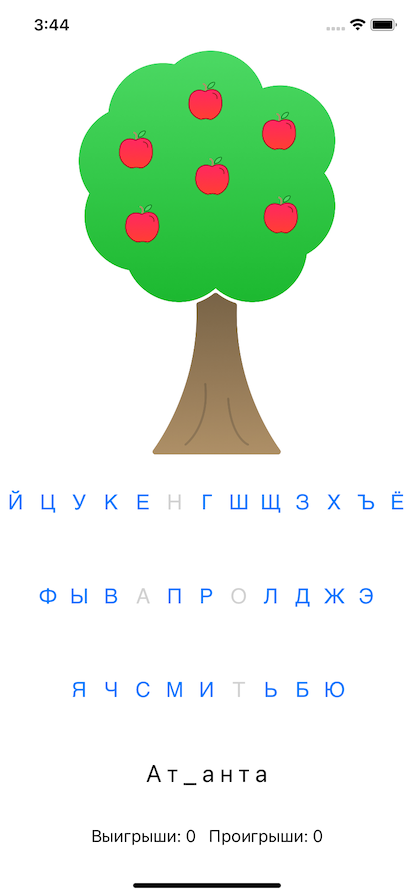 3:44
Й Ц У К Е Н Г Ш Щ З Х Ъ Ё
Ф Ы В А П Р О Л Д Ж Э
Я Ч С М И Т Ь Б Ю
А т _ а н т а
Выигрыши: 0 Проигрыши: 0